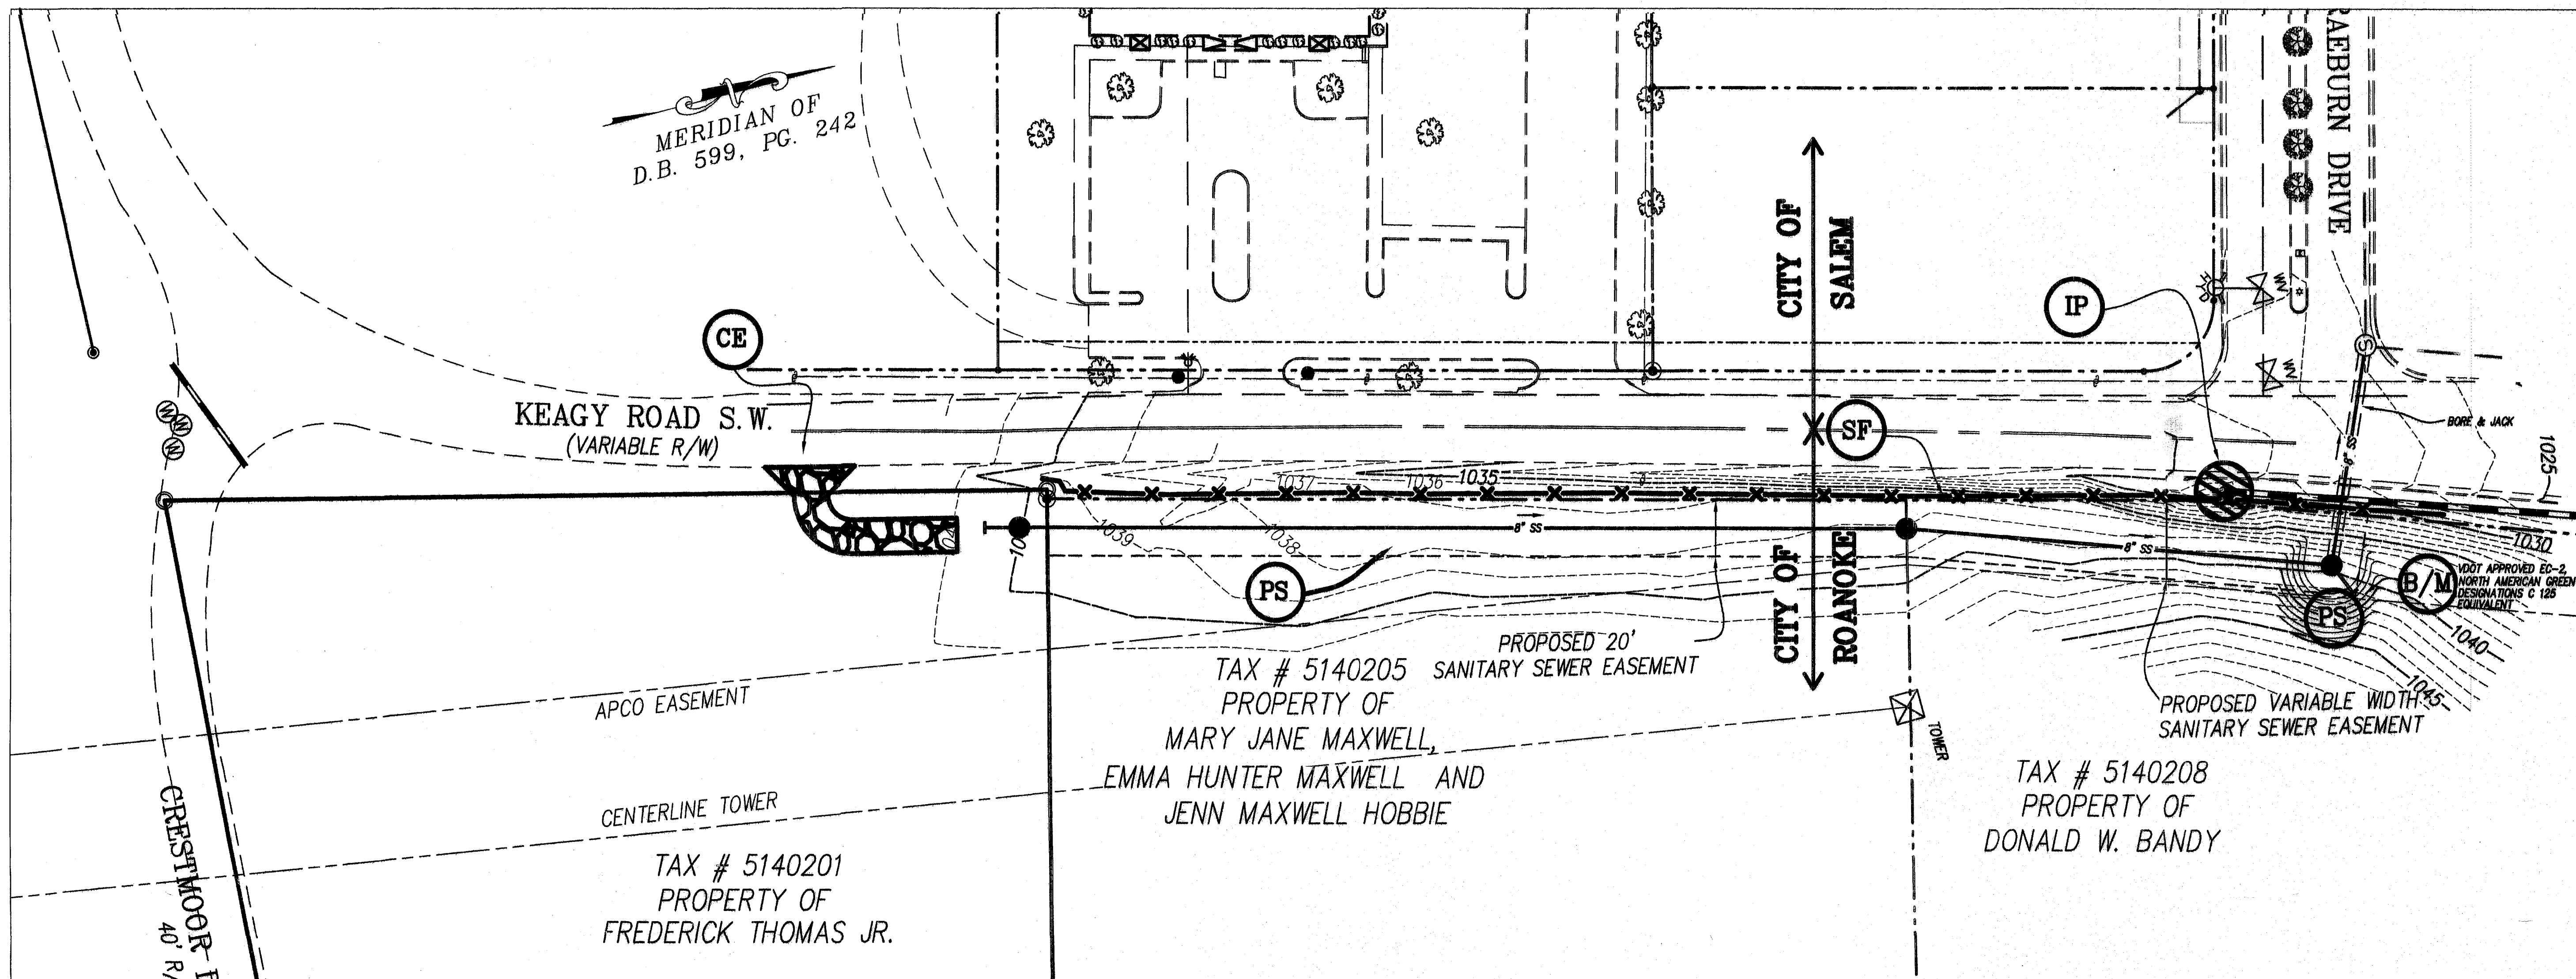 MERIDIAN OF
D.B. 599, PG. 242
RAEBURN DRIVE
CITY OF
SALEM
IP
CE
KEAGY ROAD S.W.
(VARIABLE R/W)
W
W
W
W
W
S
SF
BORE & JACK
8" SS
1025
1037
1036
1035
1039
1038
8" SS
8" SS
1030
CITY OF
ROANOKE
PS
PS
B/M
VDOT APPROVED EC-2,
NORTH AMERICAN GREEN
DESIGNATIONS C 125
EQUIVALENT
1040
1045
PROPOSED 20'
SANITARY SEWER EASEMENT
PROPOSED VARIABLE WIDTH
SANITARY SEWER EASEMENT
TOWER
APCO EASEMENT
CENTERLINE TOWER
TAX # 5140205
PROPERTY OF
MARY JANE MAXWELL,
EMMA HUNTER MAXWELL AND
JENN MAXWELL HOBBIE
TAX # 5140208
PROPERTY OF
DONALD W. BANDY
TAX # 5140201
PROPERTY OF
FREDERICK THOMAS JR.
CRESTMOOR
40' R/